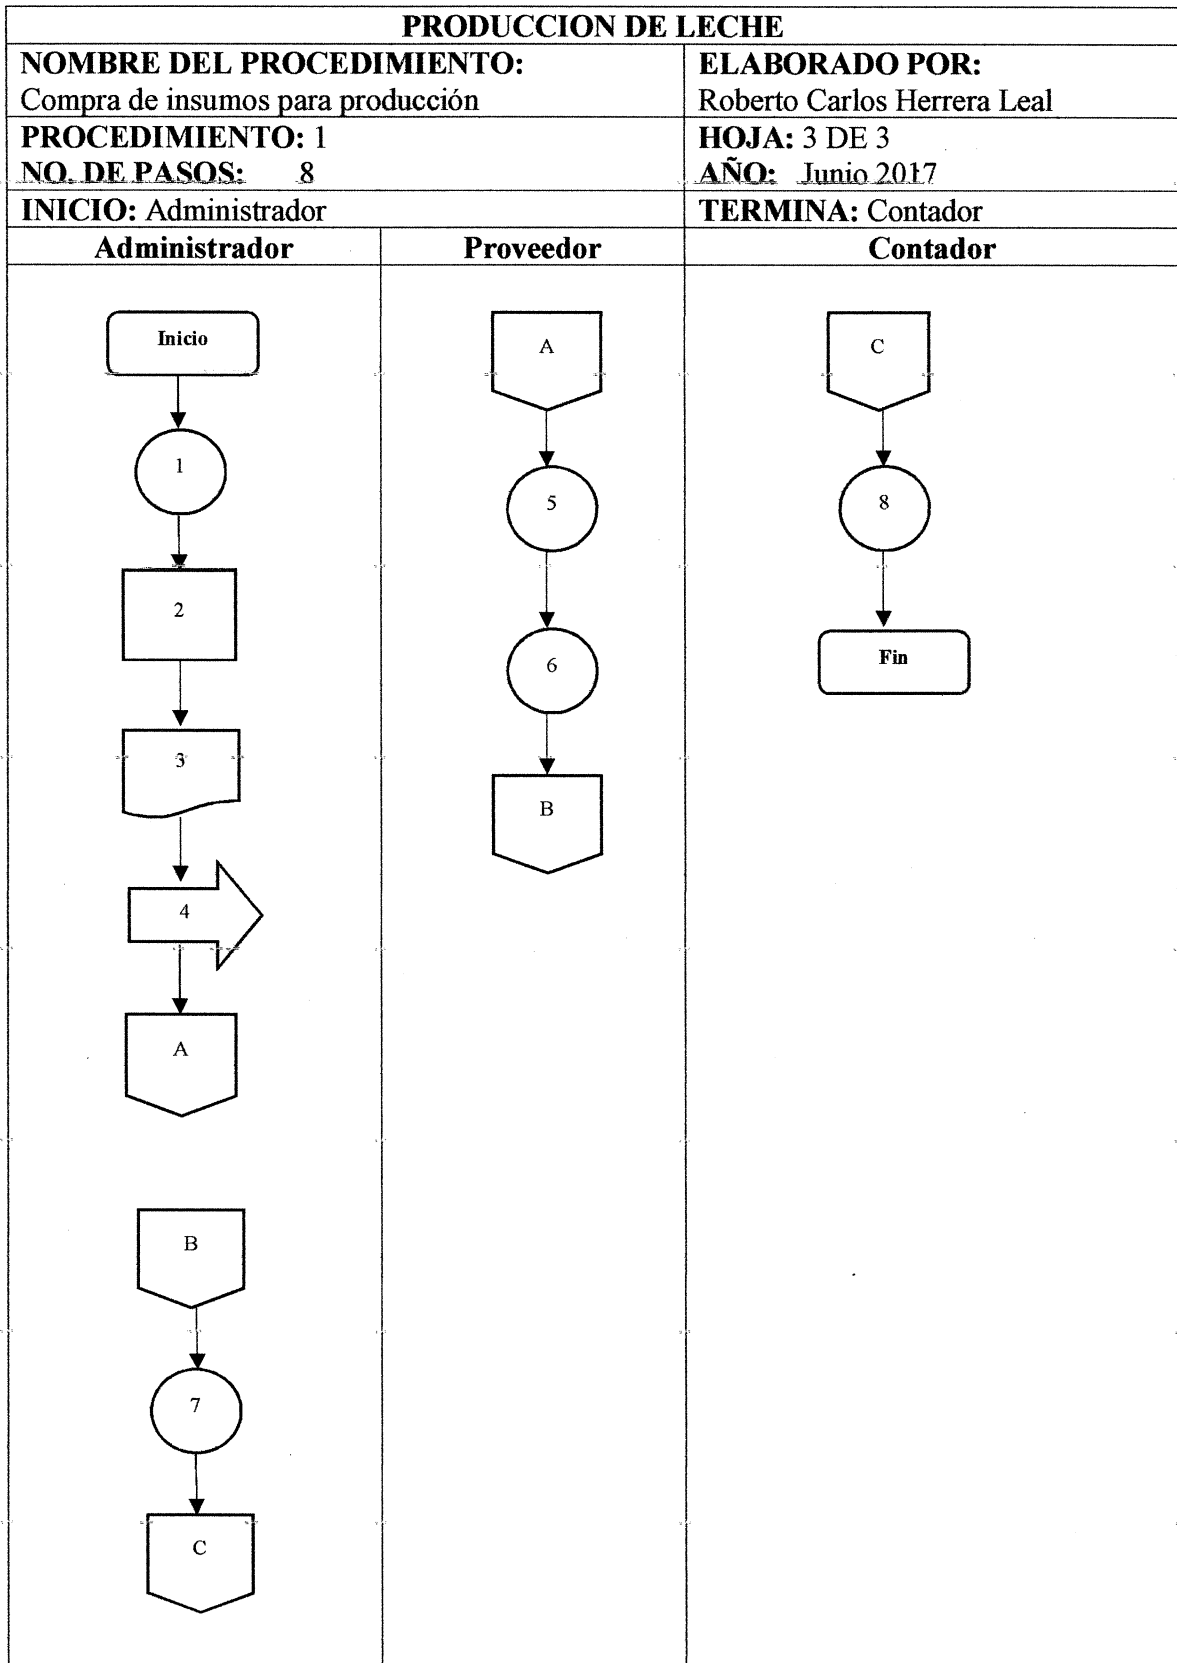 PRODUCCION DE LECHE
NOMBRE DEL PROCEDIMIENTO:
Compra de insumos para producción
ELABORADO POR:
Roberto Carlos Herrera Leal
PROCEDIMIENTO: 1
NO. DE PASOS: 8
HOJA: 3 DE 3
AÑO: Junio 2017
INICIO: Administrador
TERMINA: Contador
Administrador
Proveedor
Contador
Inicio
1
2
3
4
A
B
7
C
A
5
6
B
C
8
Fin